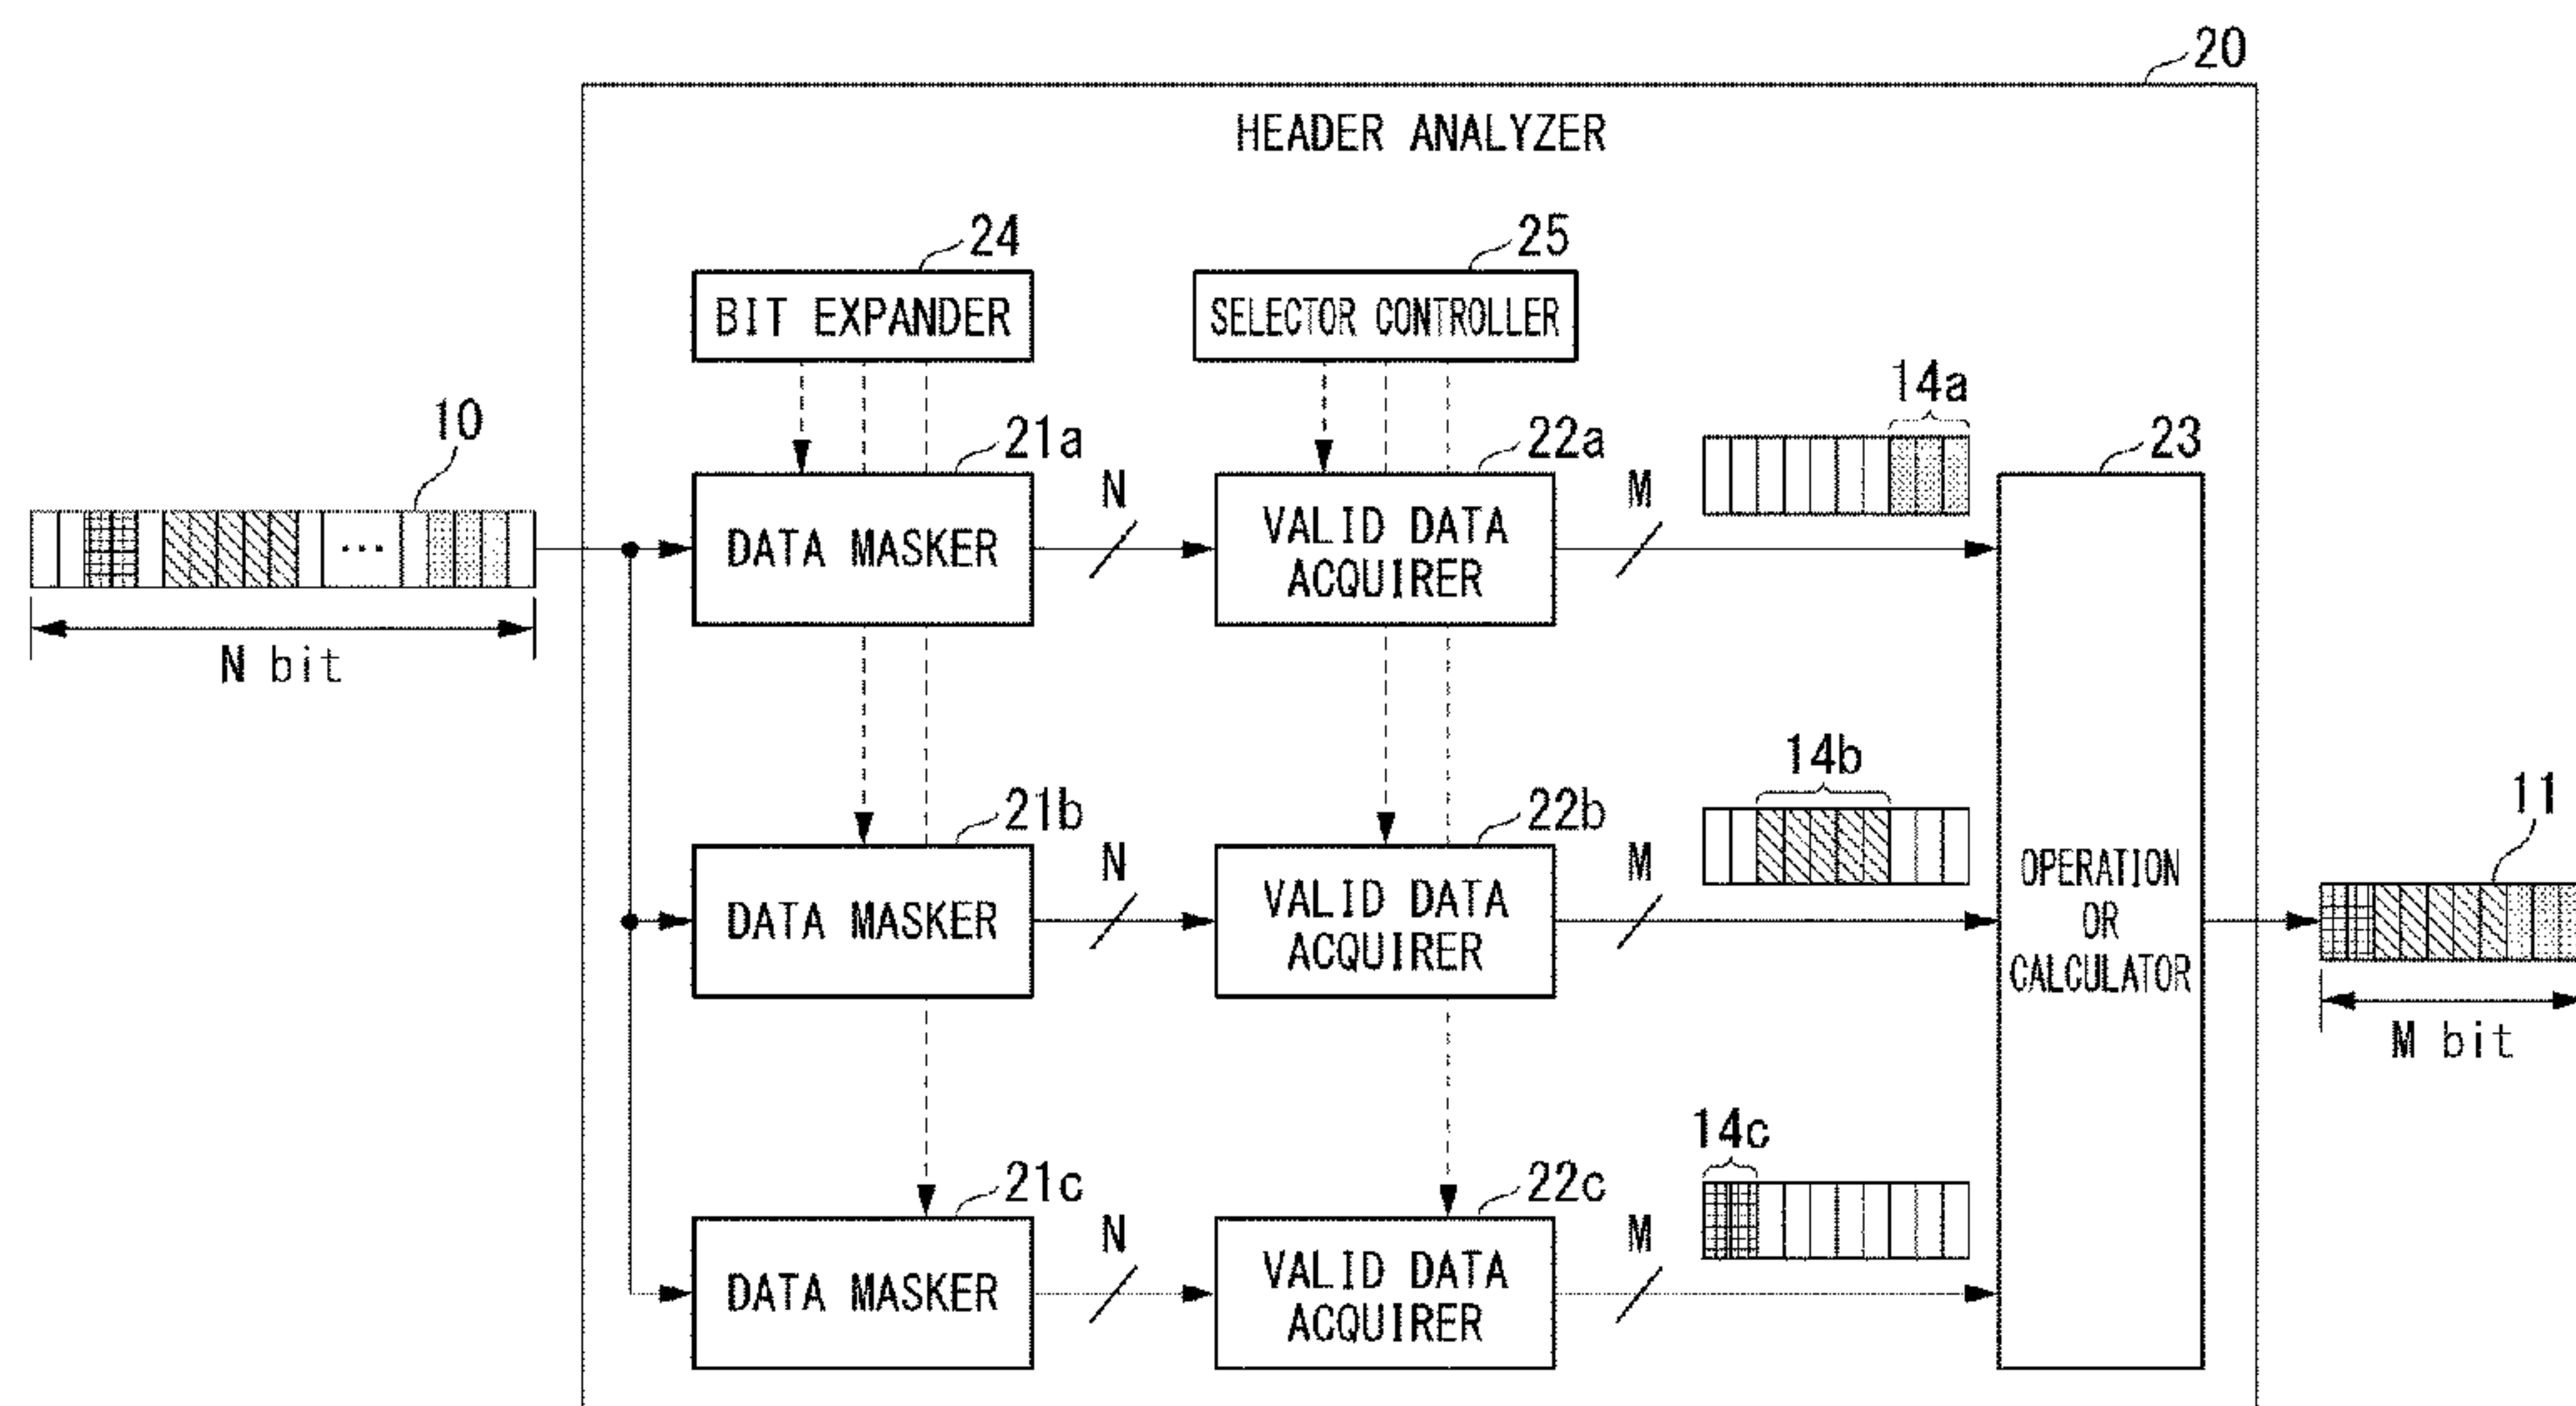 20
HEADER ANALYZER
24
25
BIT EXPANDER
SELECTOR CONTROLLER
14a
10
21a
22a
23
N
M
DATA MASKER
VALID DATA
ACQUIRER
...
N bit
14b
11
21b
22b
N
M
DATA MASKER
VALID DATA
ACQUIRER
OPERATION
OR
CALCULATOR
M bit
14c
21c
22c
N
M
DATA MASKER
VALID DATA
ACQUIRER